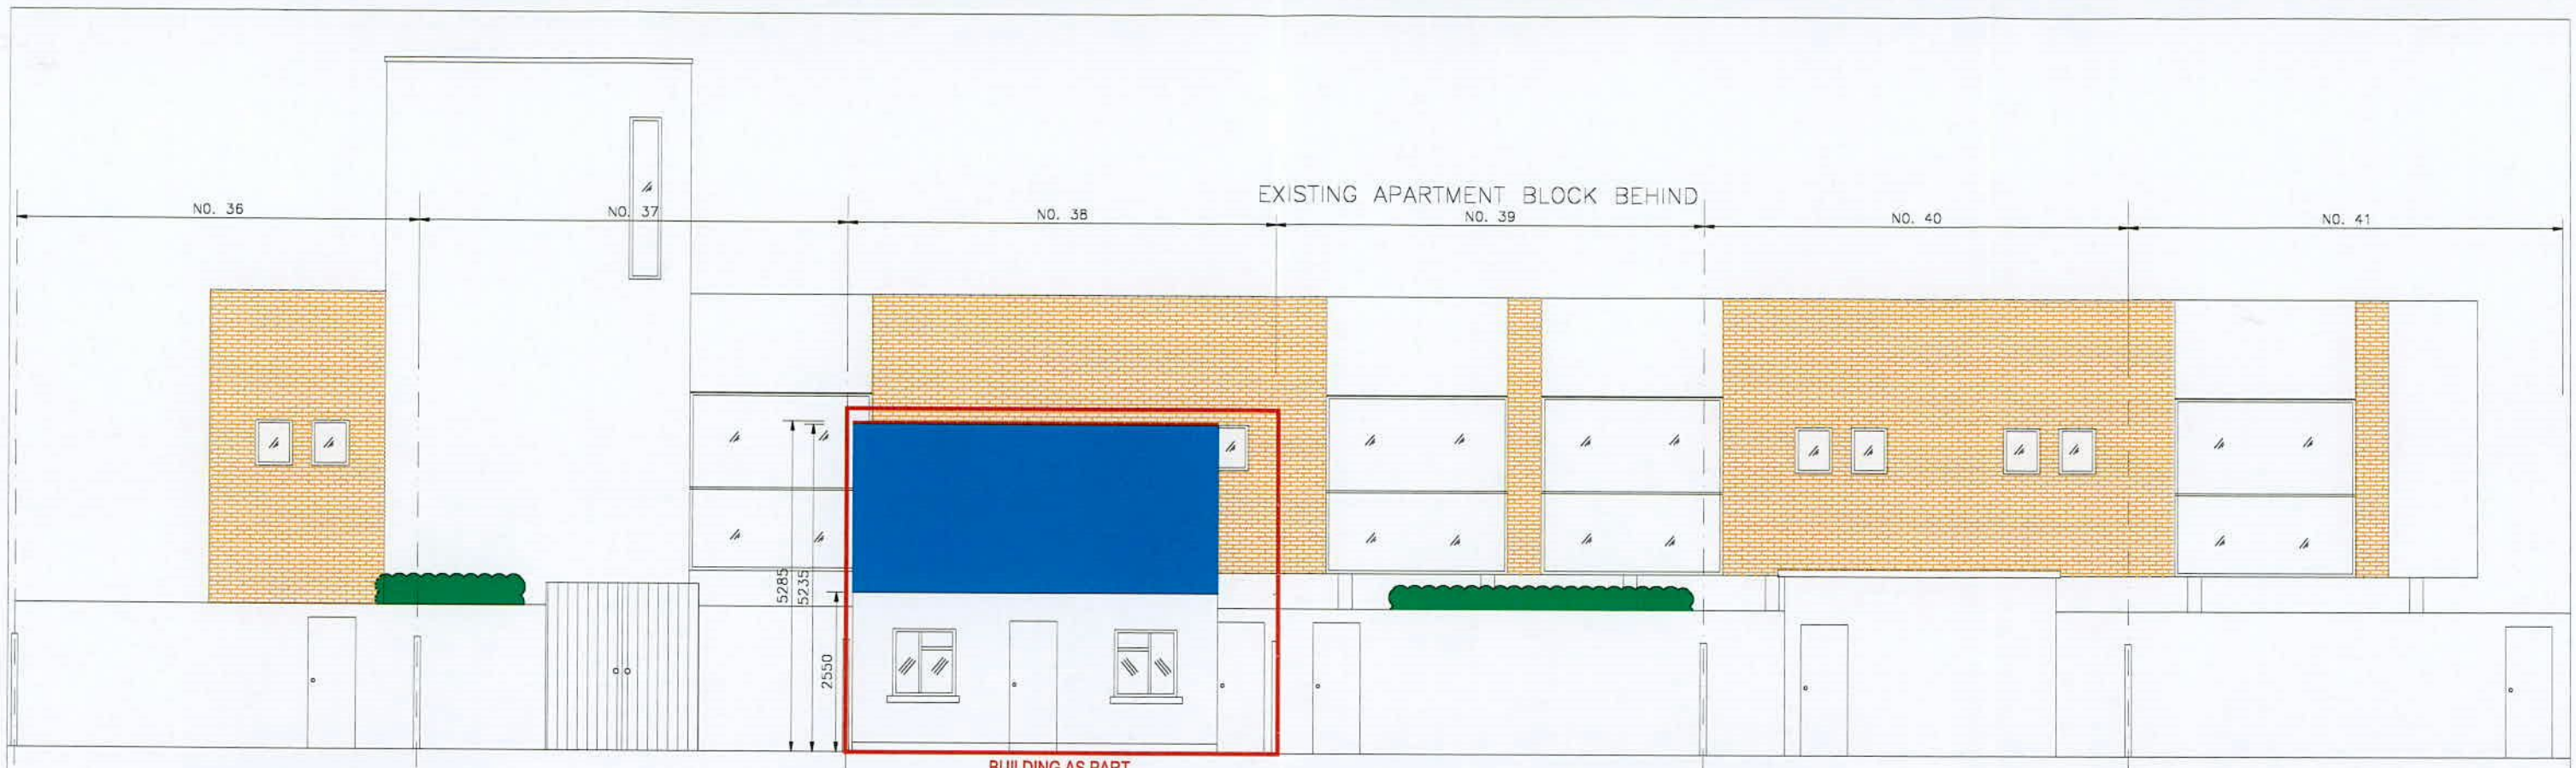 EXISTING APARTMENT BLOCK BEHIND
NO. 36
NO. 37
NO. 38
NO. 39
NO. 40
NO. 41
5285
5235
2550
BUILDING AS PART